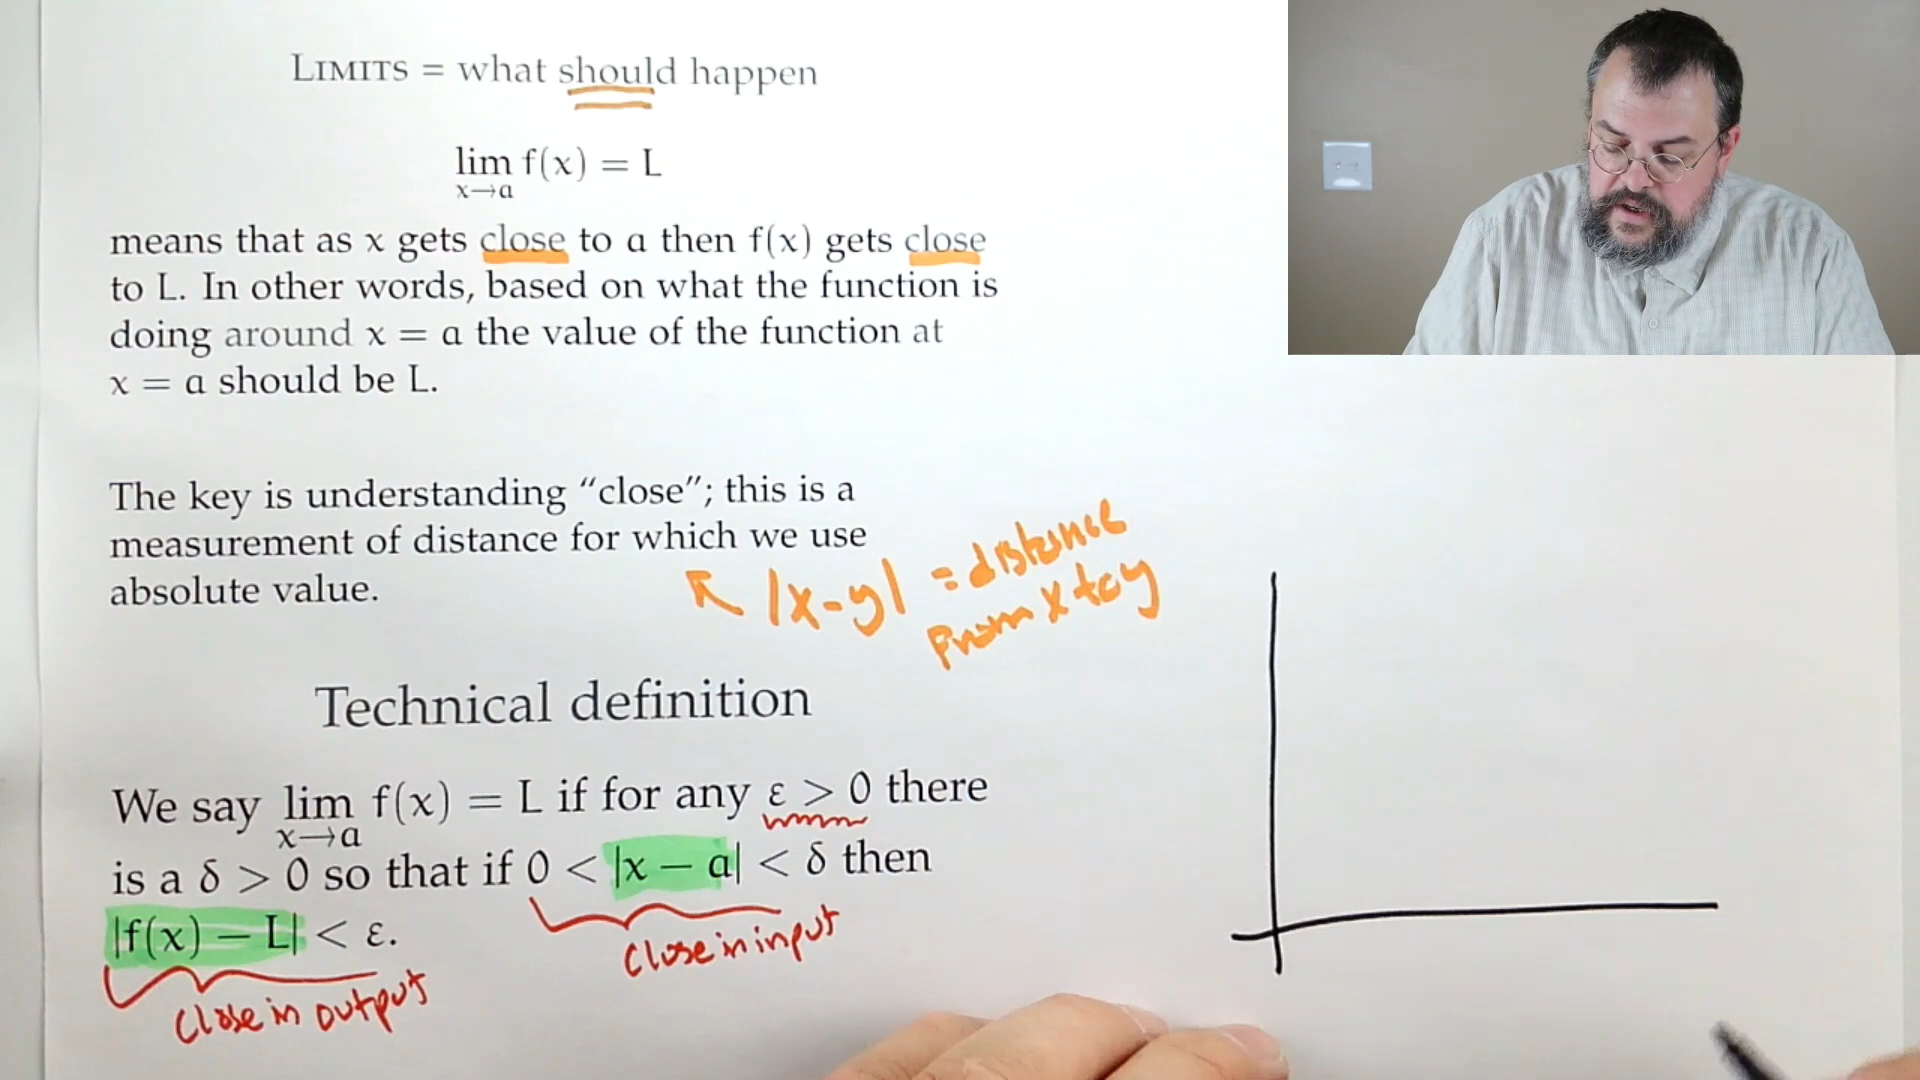 LIMITS = what should happen
lim f(x) = L
x→a
means that as x gets close to a then f(x) gets close
to L. In other words, based on what the function is
doing around x = a the value of the function at
x = a should be L.
The key is understanding “close”; this is a
measurement of distance for which we use
absolute value.
|x-y| = distance
from x to y
Technical definition
We say lim f(x) = L if for any ε > 0 there
x→a
is a δ > 0 so that if 0 < |x − a| < δ then
|f(x) − L| < ε.
Close in input
Close in output